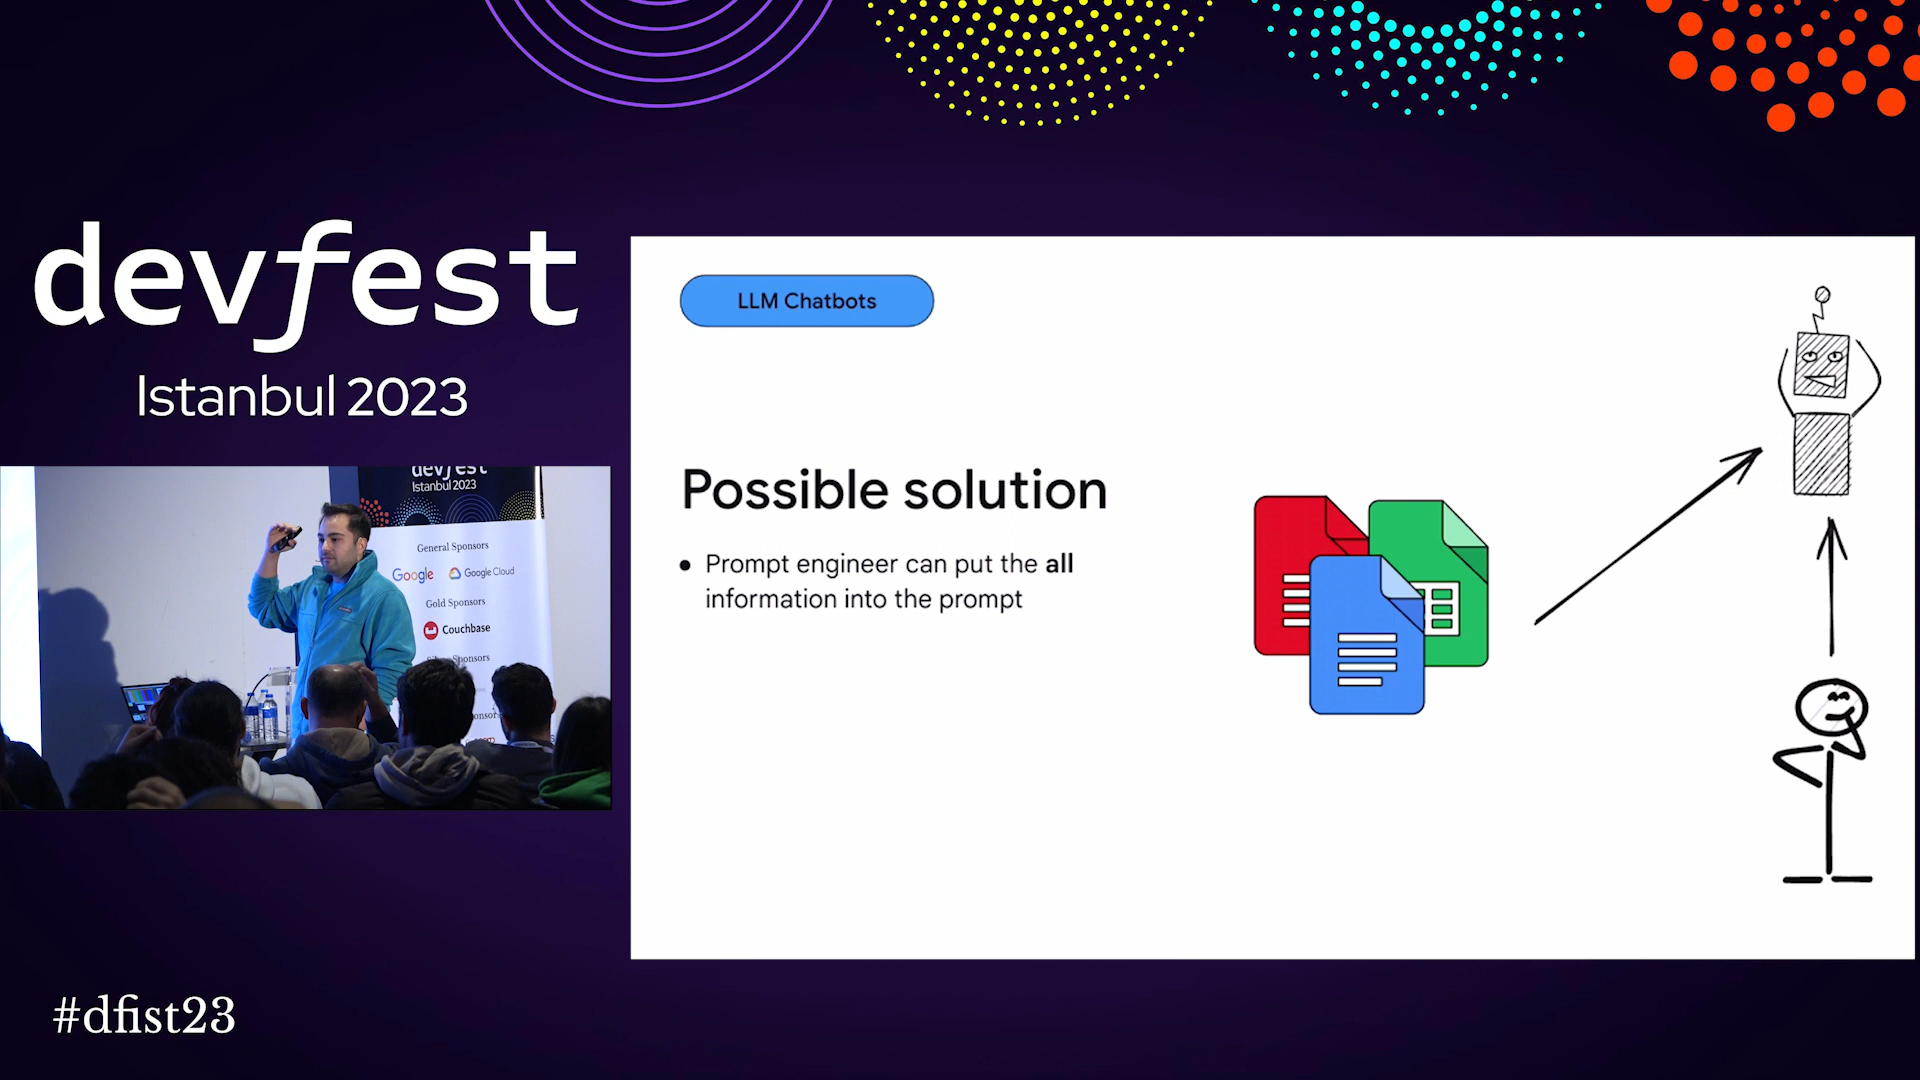 devfest
Istanbul 2023
LLM Chatbots
Possible solution
● Prompt engineer can put the all
information into the prompt
devfest
Istanbul 2023
General Sponsors
Google Google Cloud
Gold Sponsors
Couchbase
Sponsors
#dfist23